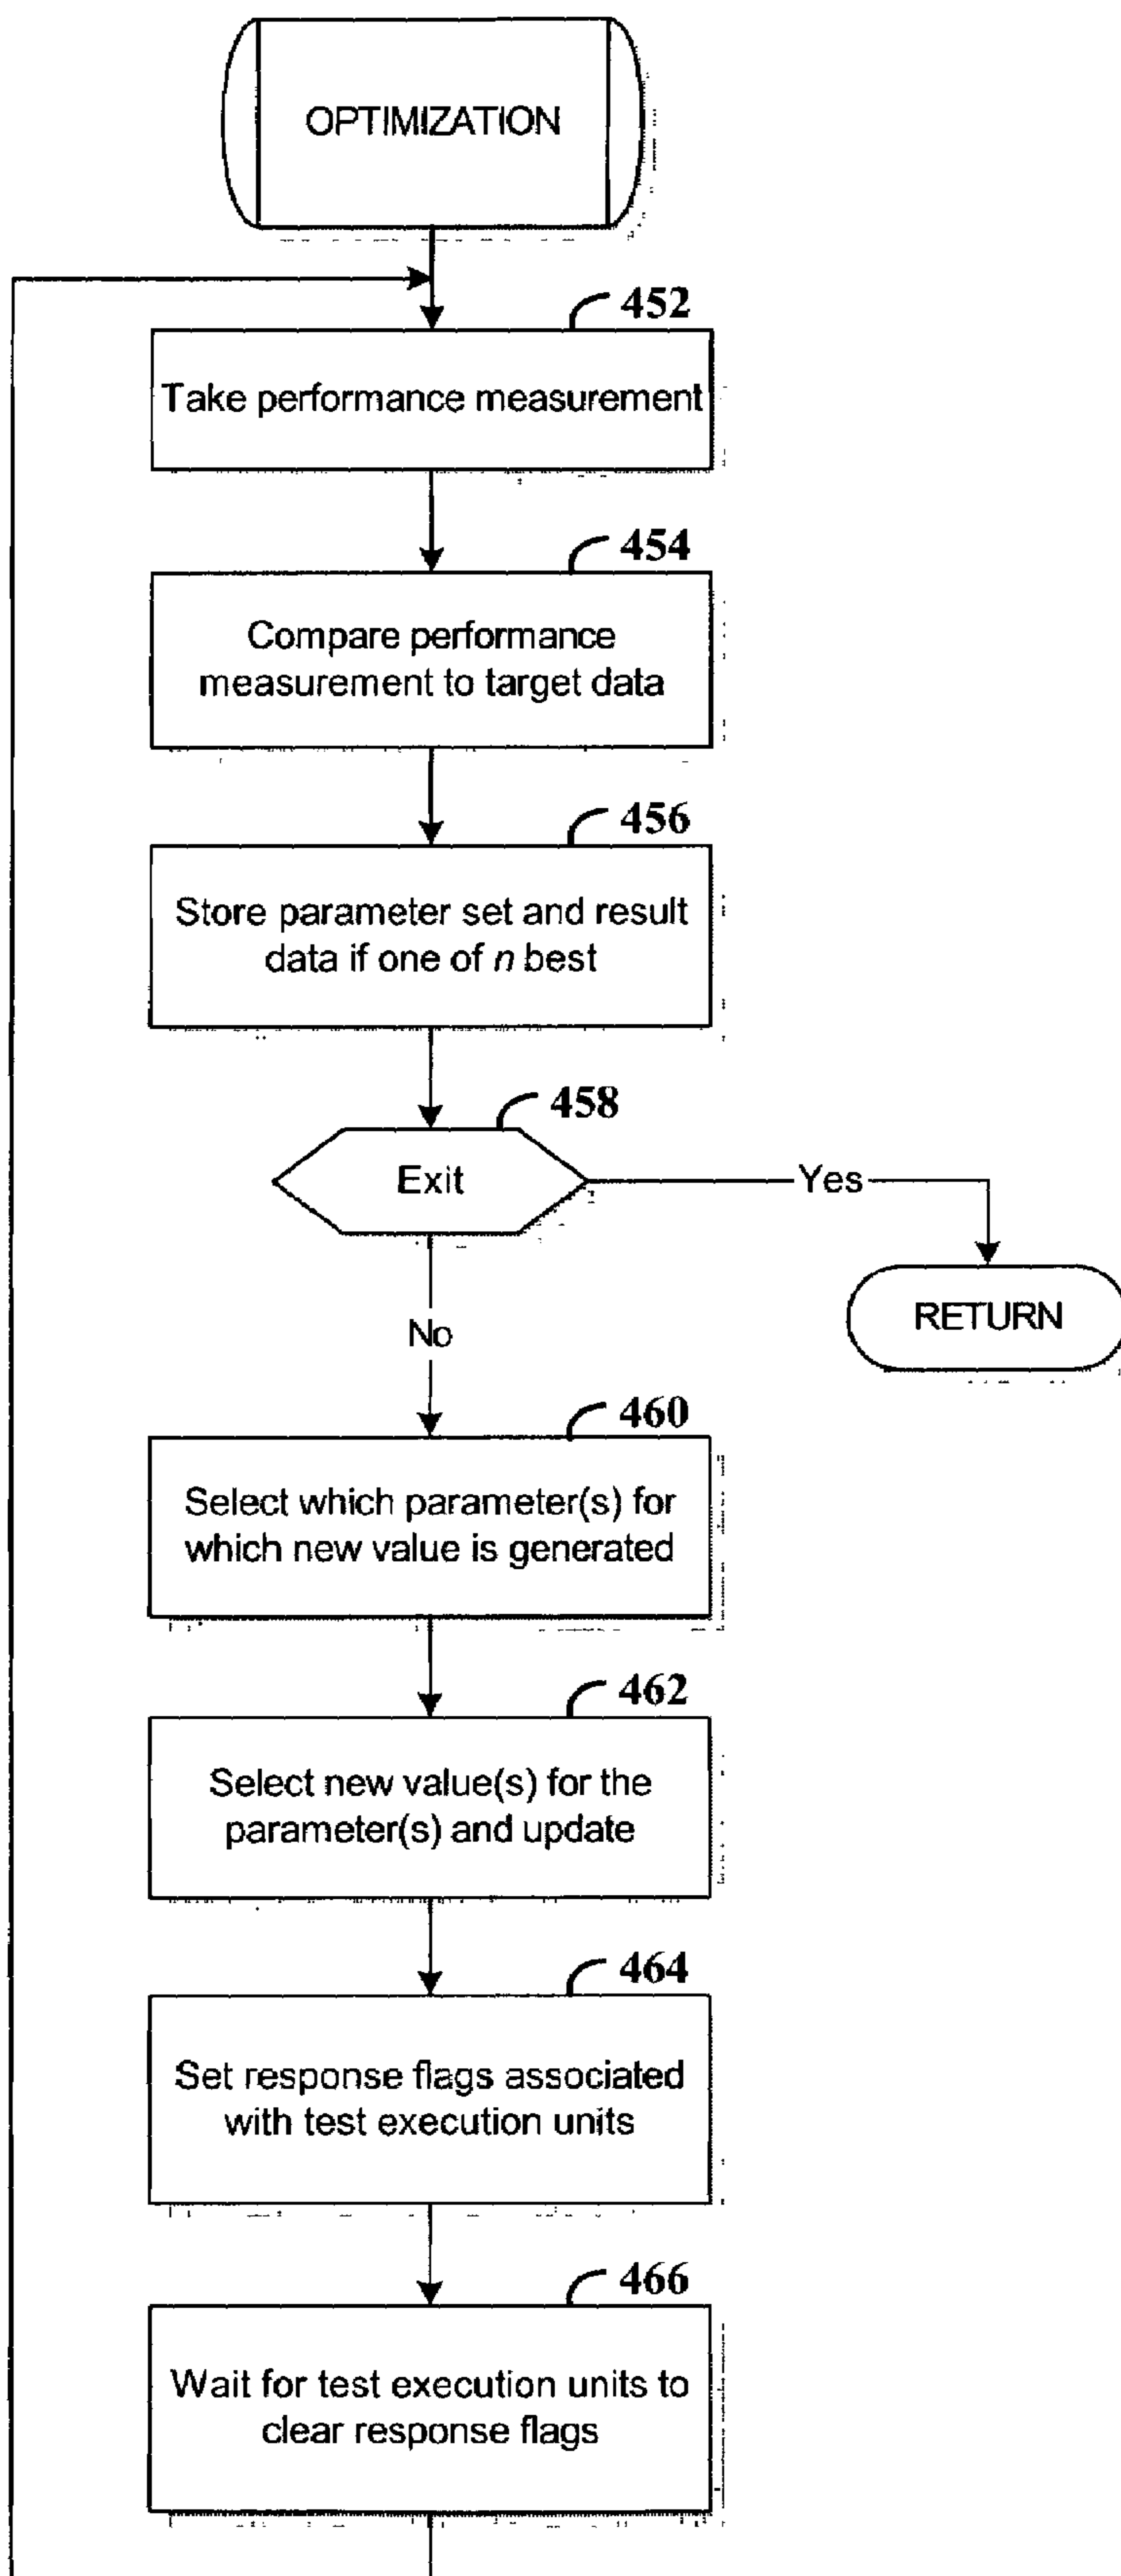 OPTIMIZATION
452
Take performance measurement
454
Compare performance
measurement to target data
456
Store parameter set and result
data if one of n best
458
Exit
Yes
RETURN
No
460
Select which parameter(s) for
which new value is generated
462
Select new value(s) for the
parameter(s) and update
464
Set response flags associated
with test execution units
466
Wait for test execution units to
clear response flags